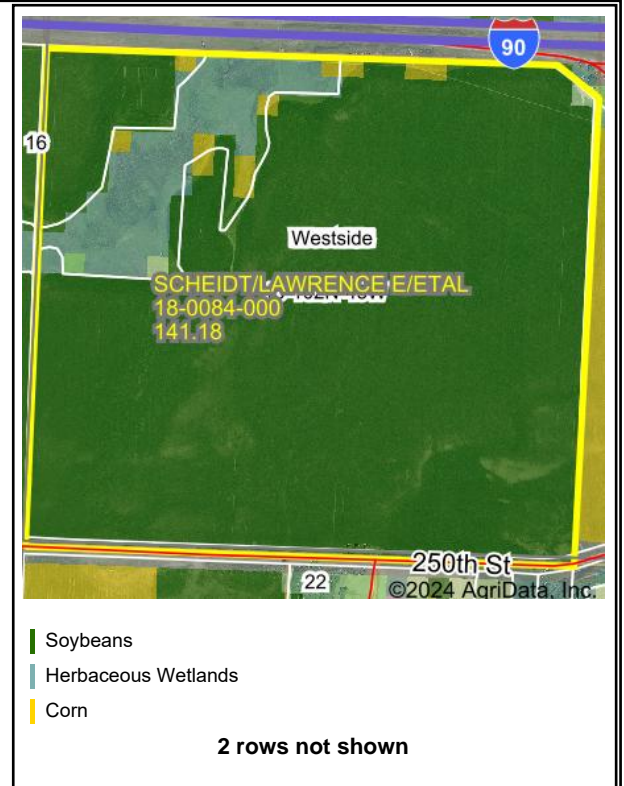 90
16
Westside
SCHEIDT/LAWRENCE E/ETAL
18-0084-000
141.18
250th St
22
©2024 AgriData, Inc.
Soybeans
Herbaceous Wetlands
Corn
2 rows not shown